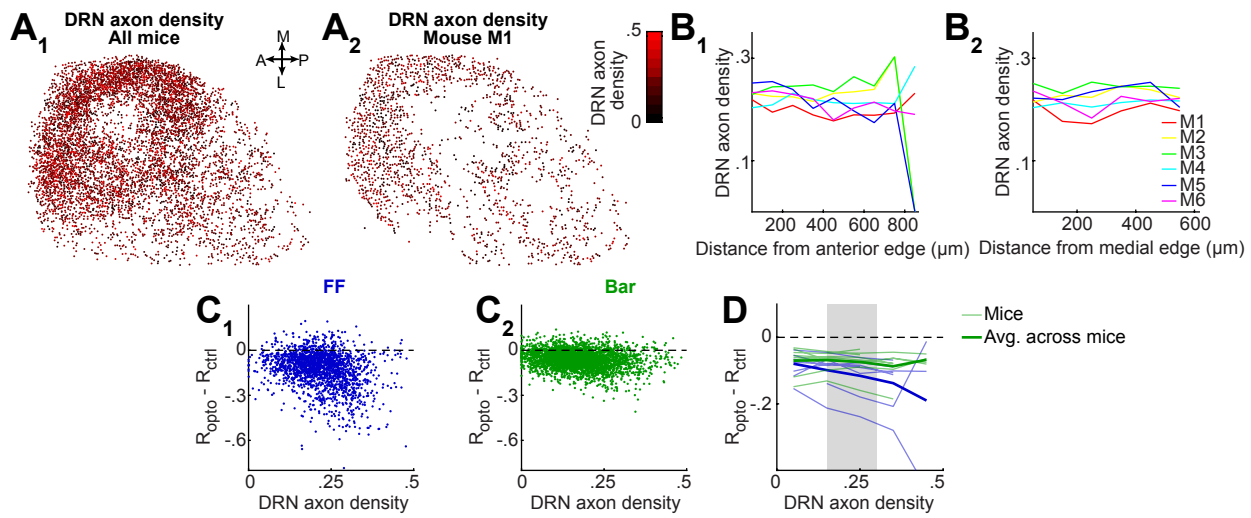 A1
DRN axon density
All mice
M
A P
L
A2
DRN axon density
Mouse M1
.5
0
DRN axon
density
B1
.3
.1
DRN axon density
200 400 600 800
Distance from anterior edge (µm)
B2
.3
.1
DRN axon density
200 400 600
Distance from medial edge (µm)
M1
M2
M3
M4
M5
M6
C1
FF
0
-.3
-.6
Ropto - Rctrl
0 .25 .5
DRN axon density
C2
Bar
0
-.3
-.6
Ropto - Rctrl
0 .25 .5
DRN axon density
D
0
-.2
Ropto - Rctrl
0 .25 .5
DRN axon density
Mice
Avg. across mice